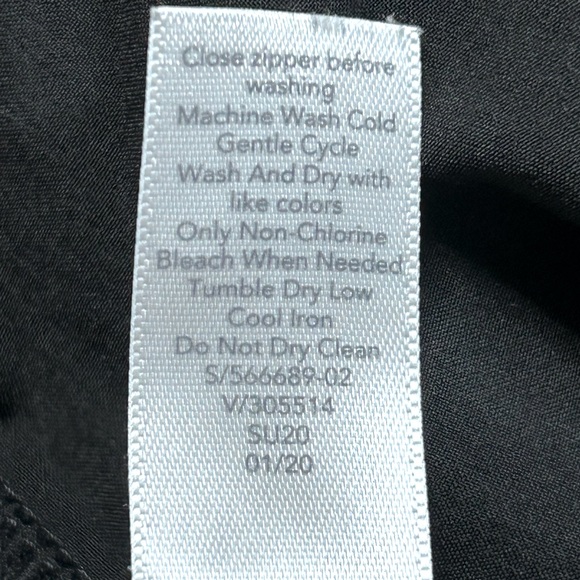 Close zipper before
washing
Machine Wash Cold
Gentle Cycle
Wash And Dry with
like colors
Only Non-Chlorine
Bleach When Needed
Tumble Dry Low
Cool Iron
Do Not Dry Clean
S/566689-02
V/305514
SU20
01/20